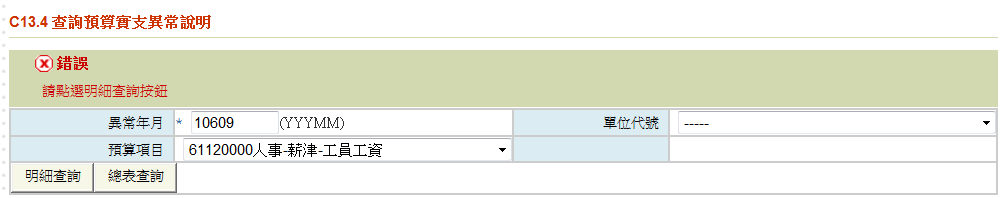 C13.4 查詢預算實支異常說明
錯誤
請點選明細查詢按鈕
異常年月 * 10609 (YYYMM) 單位代號 -----
預算項目 61120000人事-薪津-工員工資
明細查詢 總表查詢